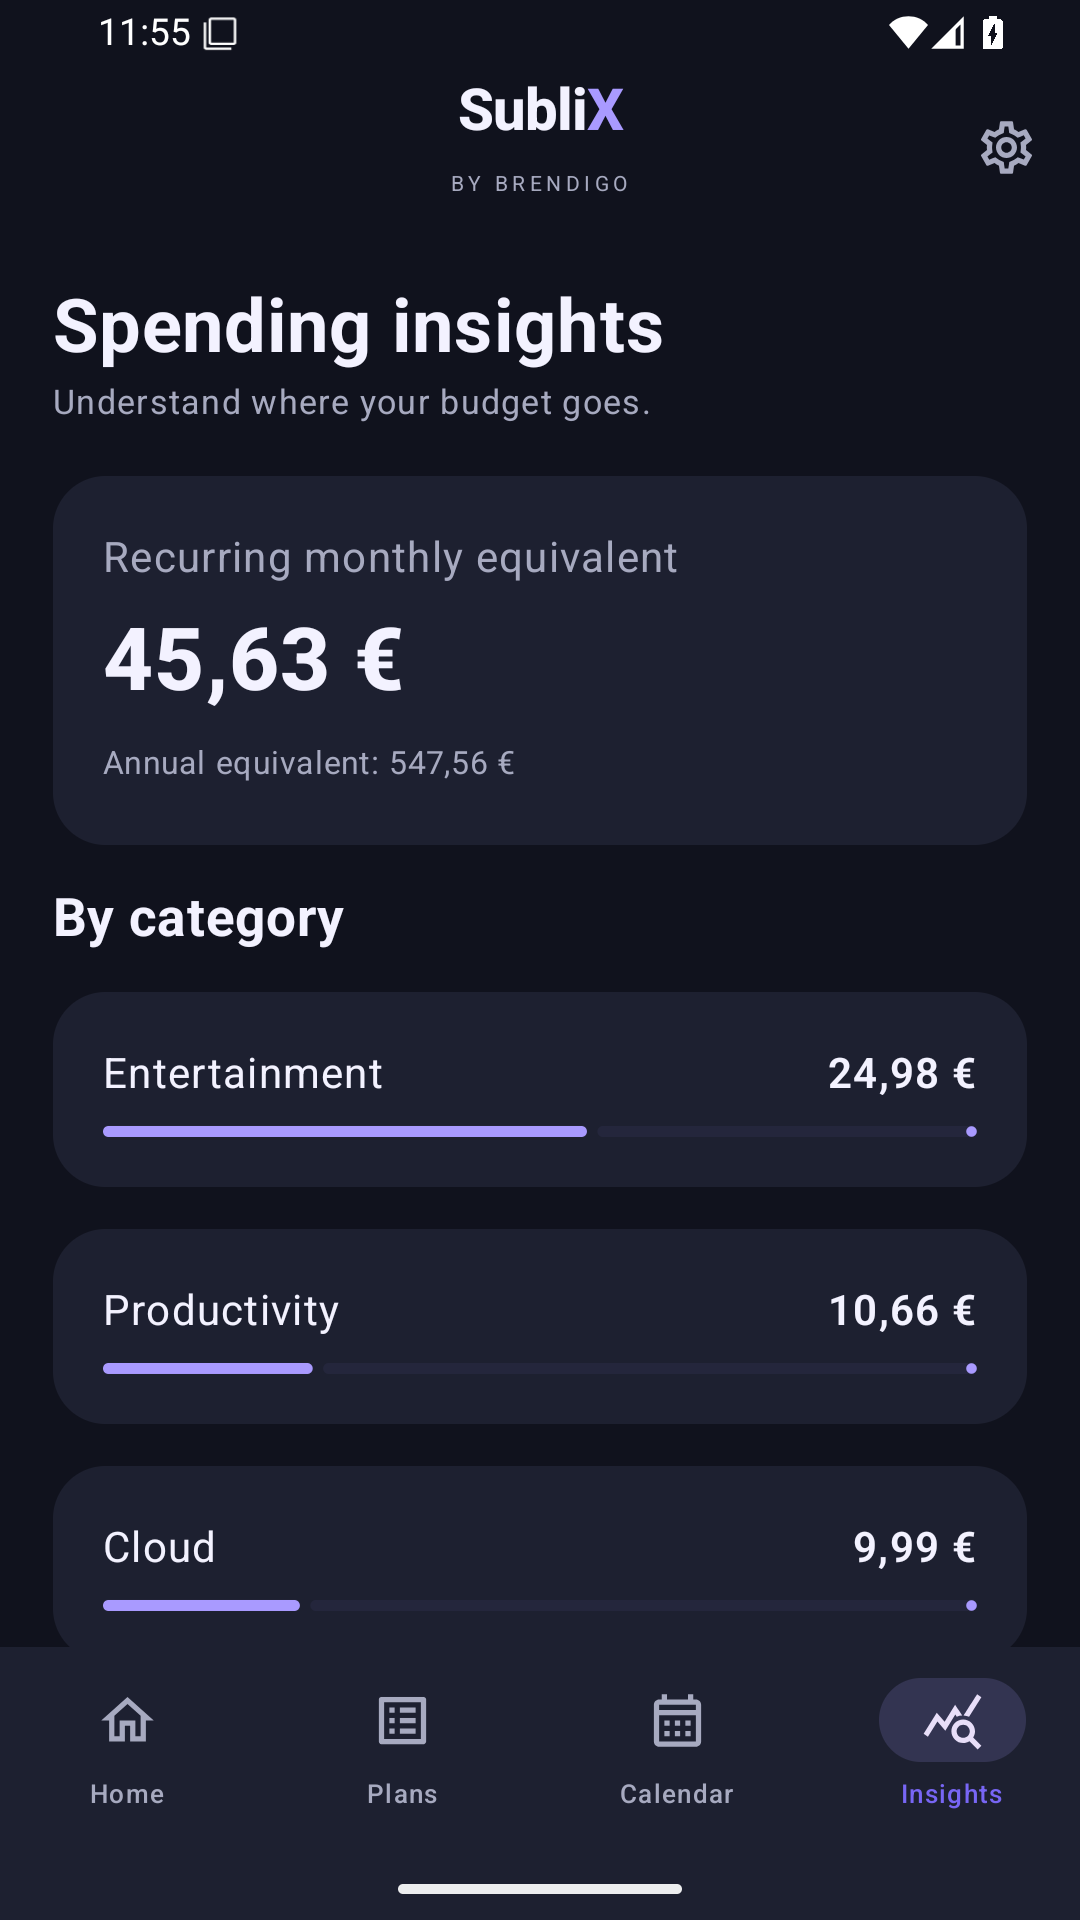 11:55
SubliX
BY BRENDIGO
Spending insights
Understand where your budget goes.
Recurring monthly equivalent
45,63 €
Annual equivalent: 547,56 €
By category
Entertainment 24,98 €
Productivity 10,66 €
Cloud 9,99 €
Home Plans Calendar Insights